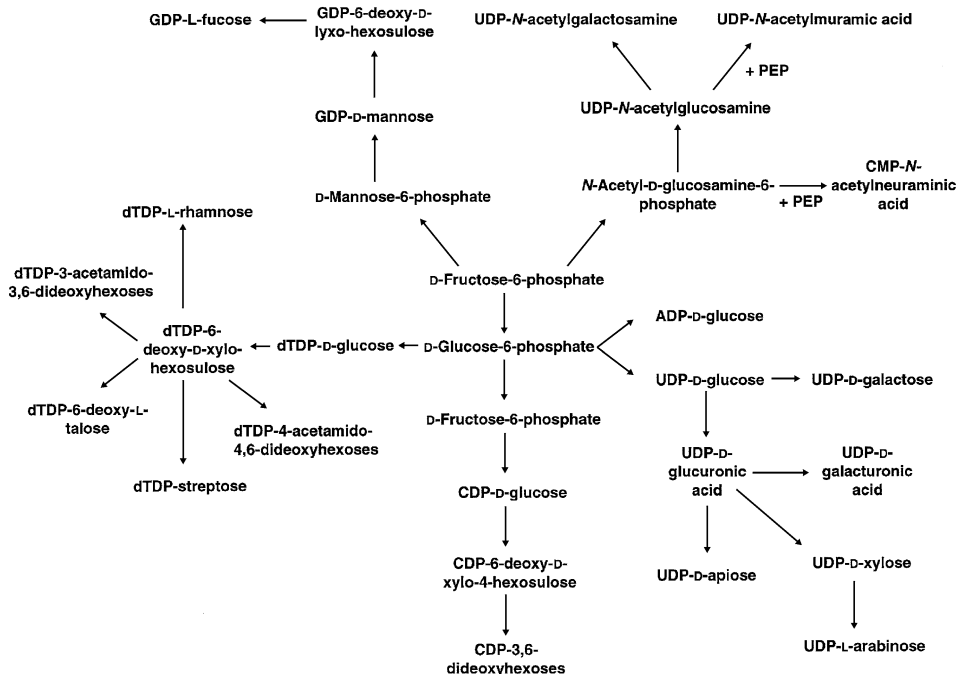 GDP-L-fucose
GDP-6-deoxy-D-
lyxo-hexosulose
UDP-N-acetylgalactosamine
UDP-N-acetylmuramic acid
+ PEP
GDP-D-mannose
UDP-N-acetylglucosamine
D-Mannose-6-phosphate
N-Acetyl-D-glucosamine-6-
phosphate
+ PEP
CMP-N-
acetylneuraminic
acid
dTDP-L-rhamnose
dTDP-3-acetamido-
3,6-dideoxyhexoses
D-Fructose-6-phosphate
ADP-D-glucose
dTDP-6-
deoxy-D-xylo-
hexosulose
dTDP-D-glucose
D-Glucose-6-phosphate
UDP-D-glucose
UDP-D-galactose
dTDP-6-deoxy-L-
talose
dTDP-4-acetamido-
4,6-dideoxyhexoses
D-Fructose-6-phosphate
UDP-D-
glucuronic
acid
UDP-D-
galacturonic
acid
dTDP-streptose
CDP-D-glucose
CDP-6-deoxy-D-
xylo-4-hexosulose
UDP-D-apiose
UDP-D-xylose
CDP-3,6-
dideoxyhexoses
UDP-L-arabinose